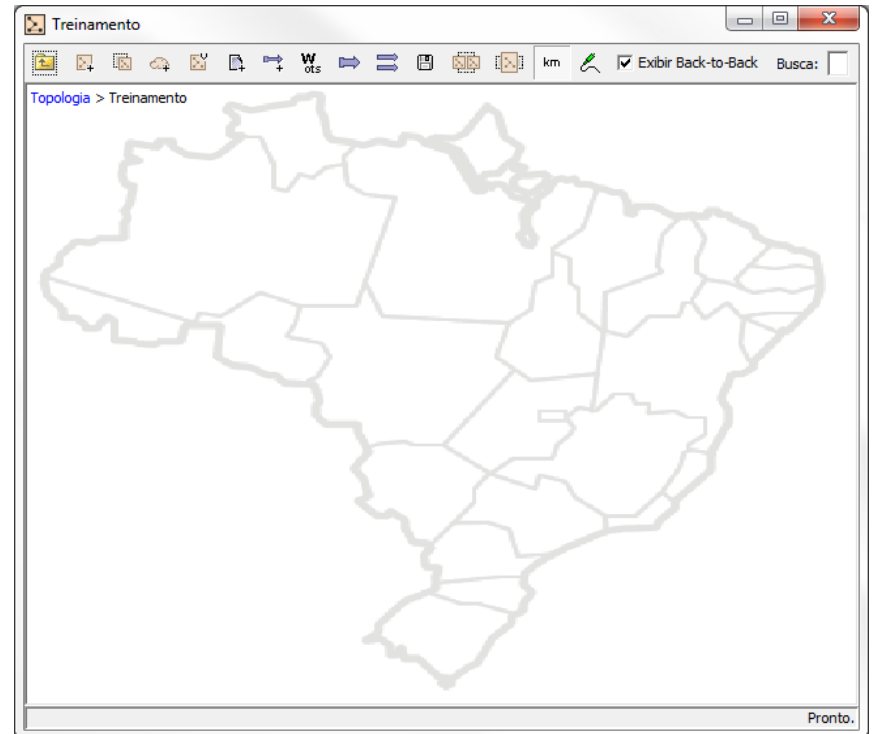 Treinamento
W
ots
km
Exibir Back-to-Back
Busca:
Topologia > Treinamento
Pronto.